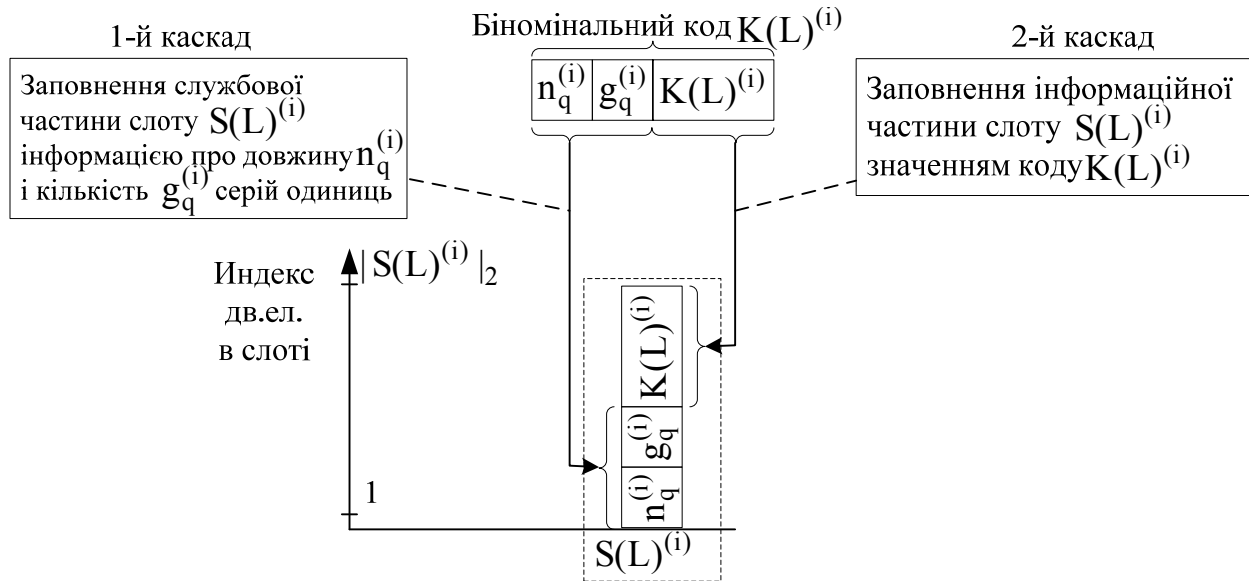 1-й каскад
Заповнення службової
частини слоту S(L)^(i)
інформацією про довжину n_q^(i)
і кількість g_q^(i) серій одиниць
Біномінальний код K(L)^(i)
n_q^(i) g_q^(i) K(L)^(i)
2-й каскад
Заповнення інформаційної
частини слоту S(L)^(i)
значенням коду K(L)^(i)
Индекс
дв.ел.
в слоті
|S(L)^(i)|_2
1
K(L)^(i)
g_q^(i)
n_q^(i)
S(L)^(i)